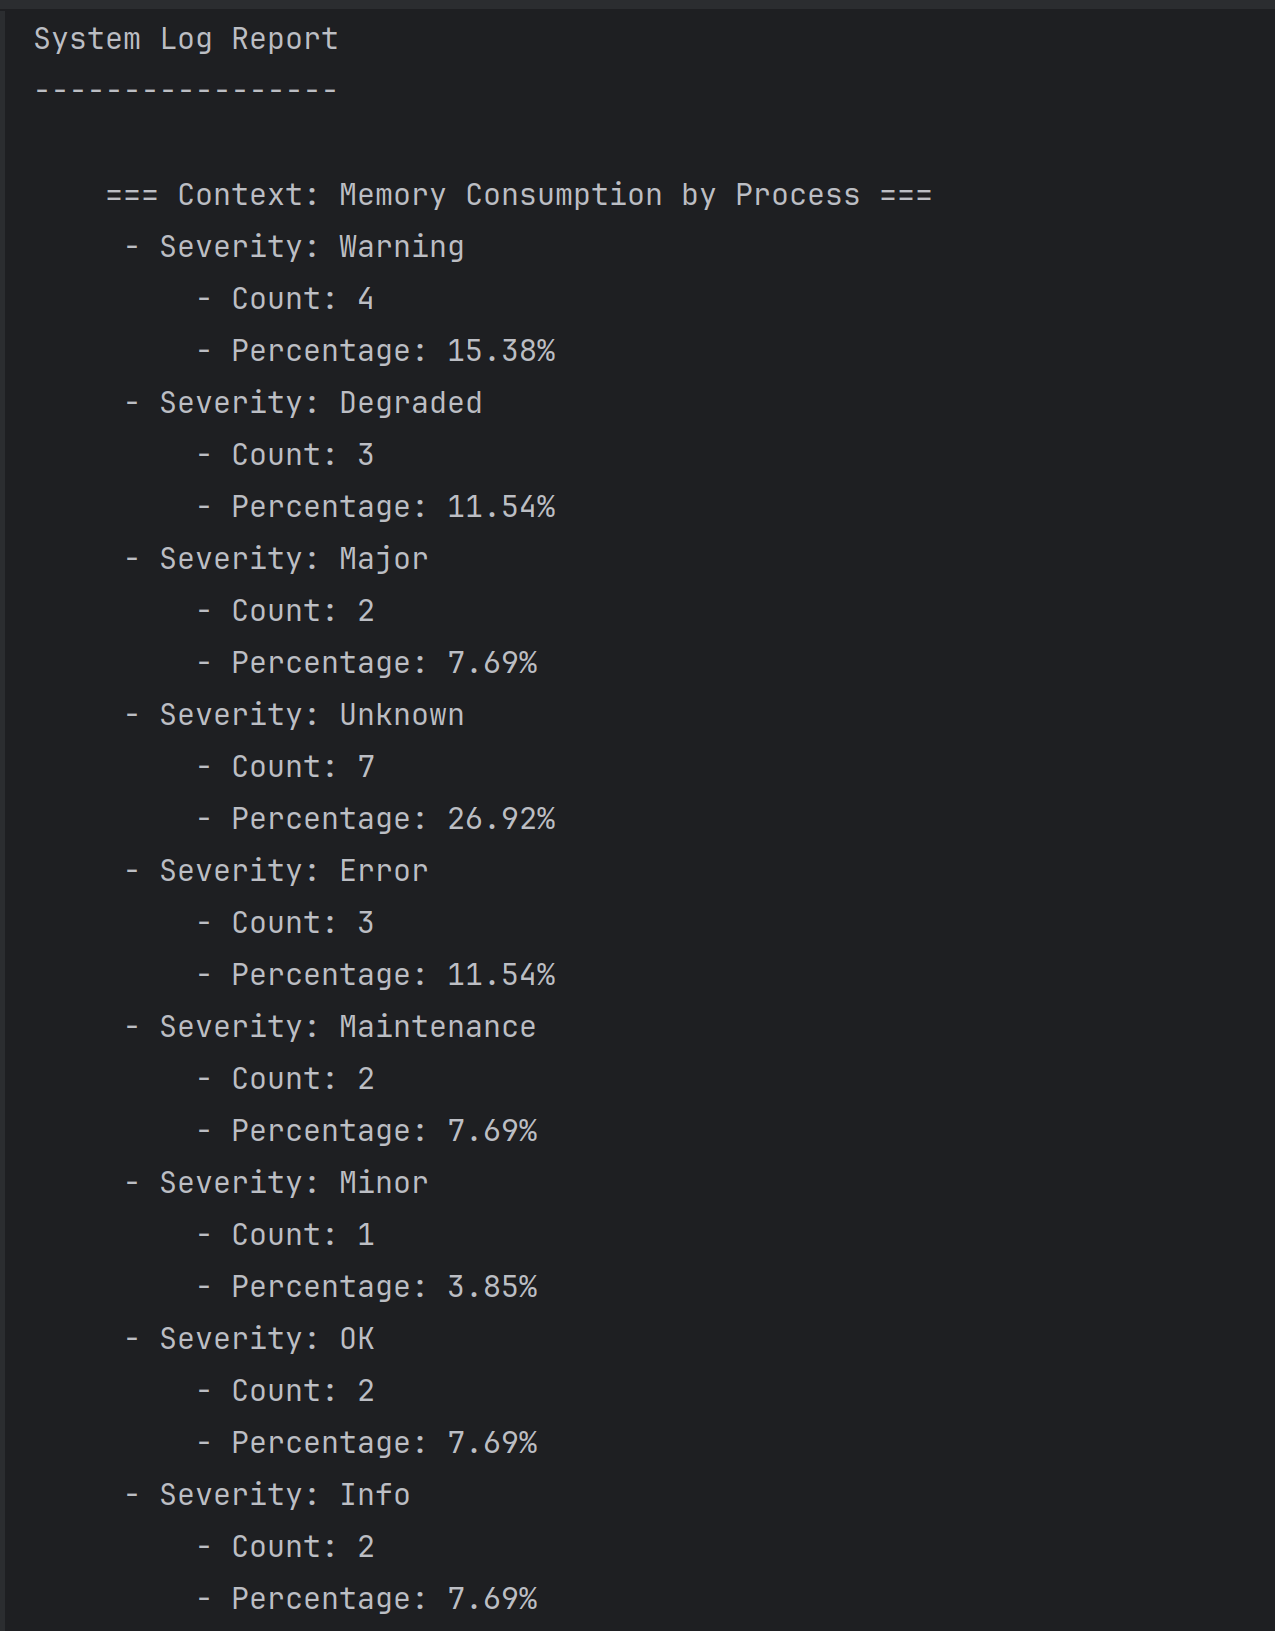 System Log Report
-----------------
=== Context: Memory Consumption by Process ===
- Severity: Warning
- Count: 4
- Percentage: 15.38%
- Severity: Degraded
- Count: 3
- Percentage: 11.54%
- Severity: Major
- Count: 2
- Percentage: 7.69%
- Severity: Unknown
- Count: 7
- Percentage: 26.92%
- Severity: Error
- Count: 3
- Percentage: 11.54%
- Severity: Maintenance
- Count: 2
- Percentage: 7.69%
- Severity: Minor
- Count: 1
- Percentage: 3.85%
- Severity: OK
- Count: 2
- Percentage: 7.69%
- Severity: Info
- Count: 2
- Percentage: 7.69%